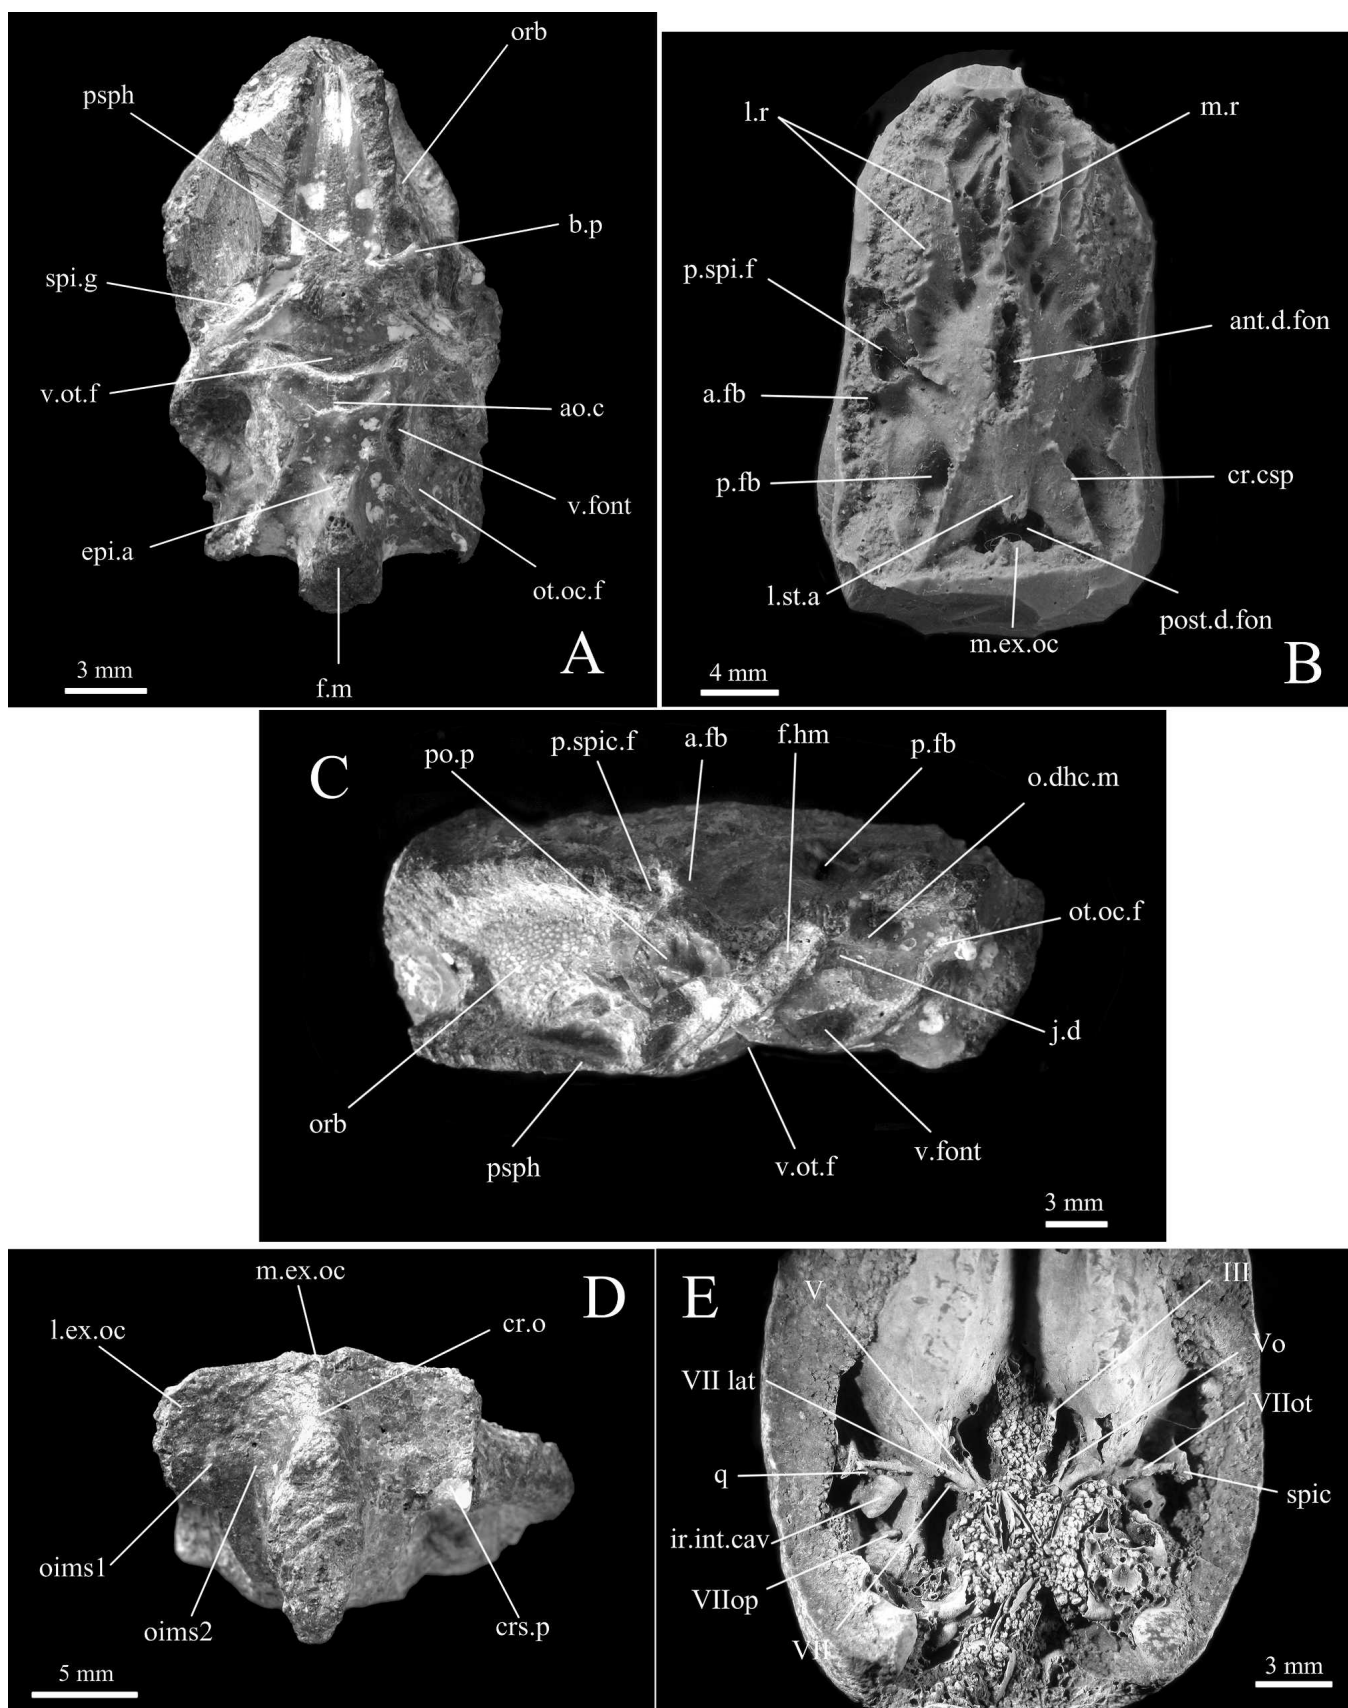 orb
psph
b.p
spi.g
v.ot.f
ao.c
v.font
epi.a
ot.oc.f
f.m
3 mm
A
l.r
m.r
p.spi.f
ant.d.fon
a.fb
p.fb
cr.csp
l.st.a
post.d.fon
m.ex.oc
4 mm
B
C
po.p
p.spic.f
a.fb
f.hm
p.fb
o.dhc.m
ot.oc.f
j.d
orb
psph
v.ot.f
v.font
3 mm
D
m.ex.oc
l.ex.oc
cr.o
oims1
oims2
crs.p
5 mm
E
V
III
VII lat
Vo
VIIot
q
spic
ir.int.cav
VIIop
VII
3 mm